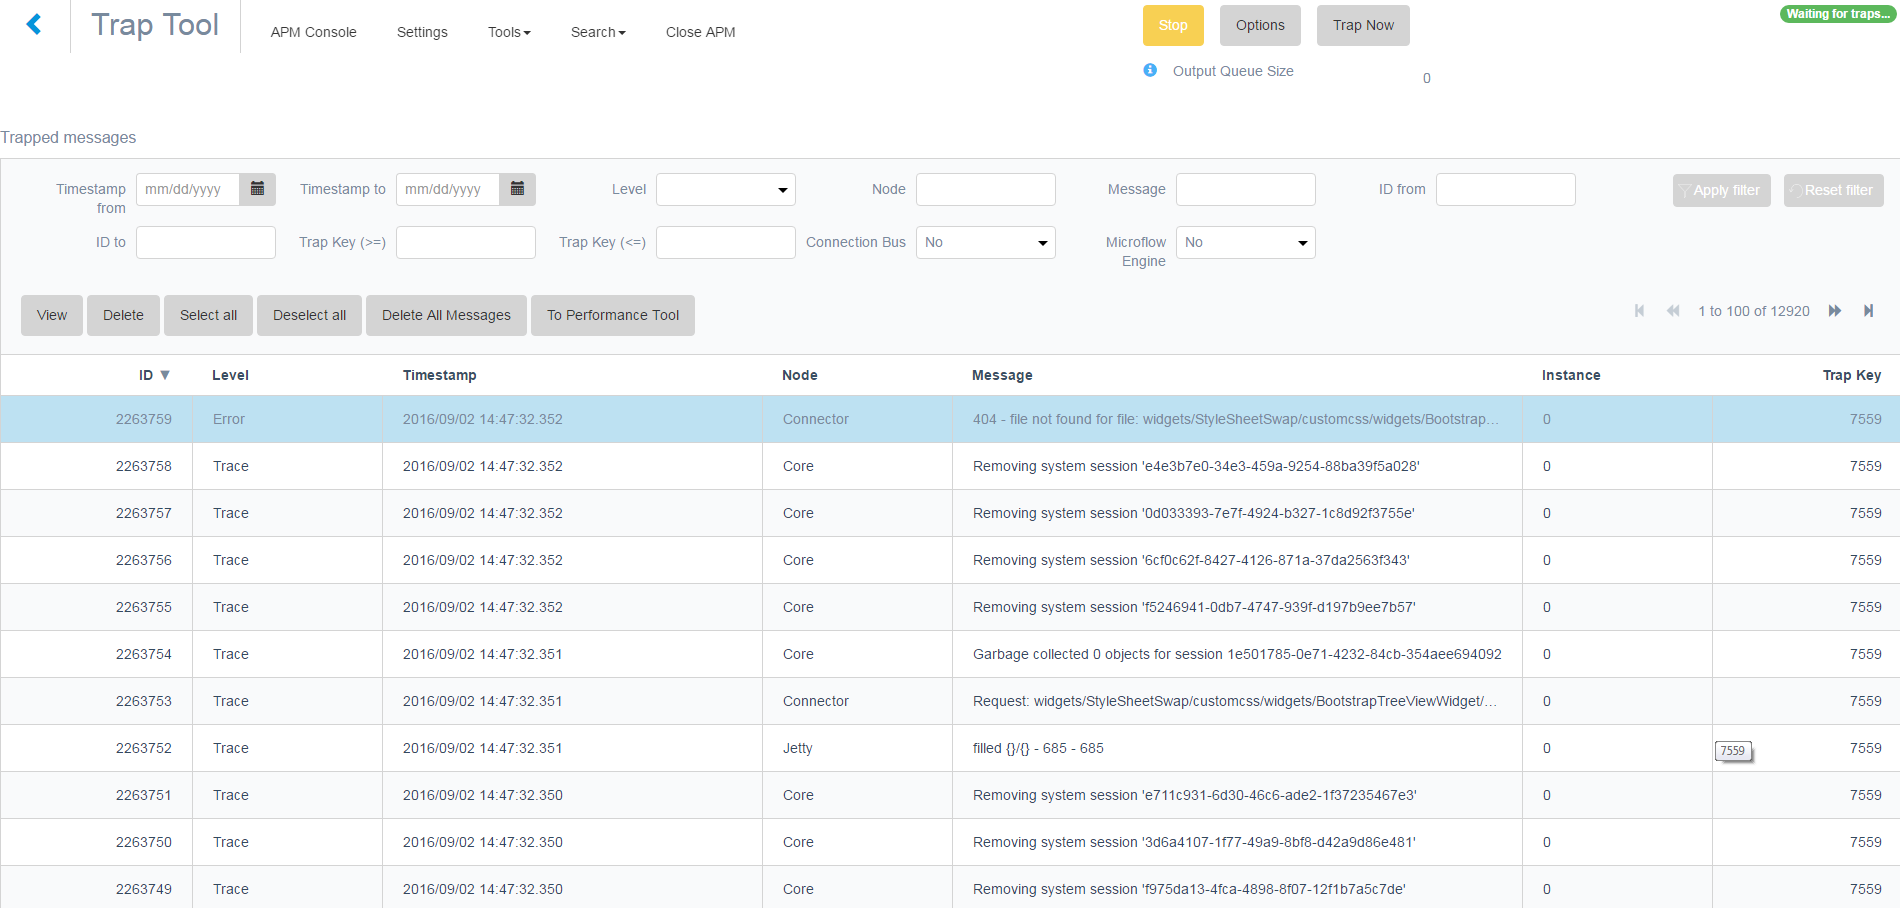 Trap Tool
APM Console Settings Tools Search Close APM
Stop Options Trap Now
Waiting for traps...
Output Queue Size 0
Trapped messages
Timestamp from mm/dd/yyyy Timestamp to mm/dd/yyyy Level Node Message ID from Apply filter Reset filter
ID to Trap Key (>=) Trap Key (<=) Connection Bus No Microflow Engine No
View Delete Select all Deselect all Delete All Messages To Performance Tool 1 to 100 of 12920
ID ▼ Level Timestamp Node Message Instance Trap Key
2263759 Error 2016/09/02 14:47:32.352 Connector 404 - file not found for file: widgets/StyleSheetSwap/customcss/widgets/Bootstrap... 0 7559
2263758 Trace 2016/09/02 14:47:32.352 Core Removing system session 'e4e3b7e0-34e3-459a-9254-88ba39f5a028' 0 7559
2263757 Trace 2016/09/02 14:47:32.352 Core Removing system session '0d033393-7e7f-4924-b327-1c8d92f3755e' 0 7559
2263756 Trace 2016/09/02 14:47:32.352 Core Removing system session '6cf0c62f-8427-4126-871a-37da2563f343' 0 7559
2263755 Trace 2016/09/02 14:47:32.352 Core Removing system session 'f5246941-0db7-4747-939f-d197b9ee7b57' 0 7559
2263754 Trace 2016/09/02 14:47:32.351 Core Garbage collected 0 objects for session 1e501785-0e71-4232-84cb-354aee694092 0 7559
2263753 Trace 2016/09/02 14:47:32.351 Connector Request: widgets/StyleSheetSwap/customcss/widgets/BootstrapTreeViewWidget/... 0 7559
2263752 Trace 2016/09/02 14:47:32.351 Jetty filled {}/{} - 685 - 685 0 7559 7559
2263751 Trace 2016/09/02 14:47:32.350 Core Removing system session 'e711c931-6d30-46c6-ade2-1f37235467e3' 0 7559
2263750 Trace 2016/09/02 14:47:32.350 Core Removing system session '3d6a4107-1f77-49a9-8bf8-d42a9d86e481' 0 7559
2263749 Trace 2016/09/02 14:47:32.350 Core Removing system session 'f975da13-4fca-4898-8f07-12f1b7a5c7de' 0 7559